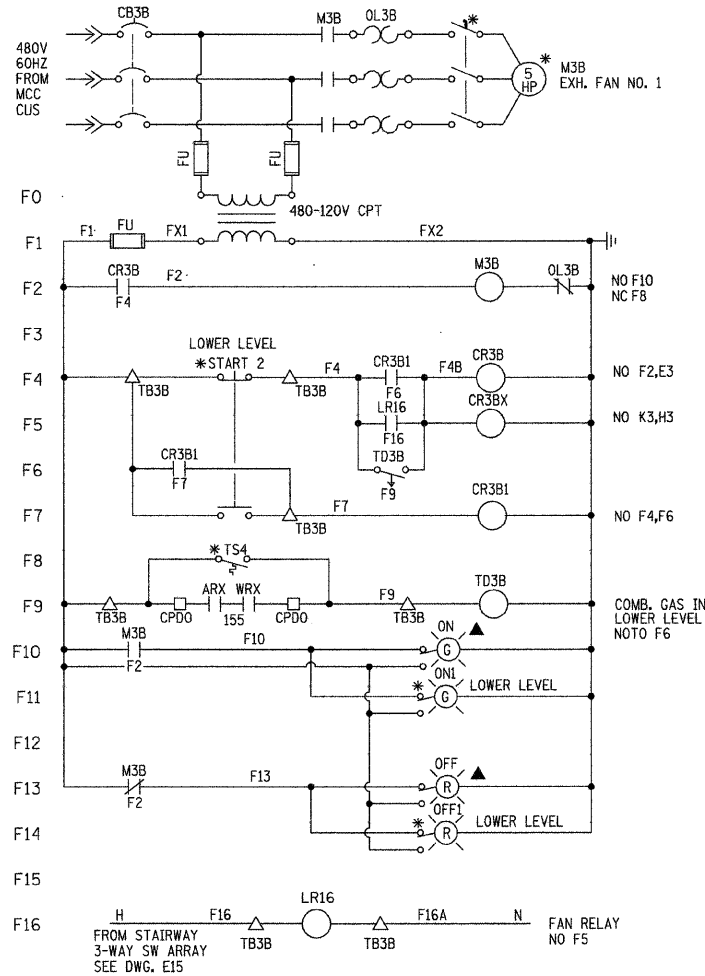 CB3B M3B OL3B *
480V
60HZ
FROM
MCC
CUS
5
HP
*
M3B
EXH. FAN NO. 1
FU FU
F0
480-120V CPT
F1 F1 FU FX1 FX2
F2 CR3B F2 M3B OL3B
F4
NO F10
NC F8
F3
LOWER LEVEL
*START 2
F4 TB3B TB3B F4 CR3B1 F4B CR3B
F6
NO F2,E3
F5 LR16 CR3BX
F16
NO K3,H3
F6 CR3B1 TD3B
F7 F9
F7 TB3B F7 CR3B1
NO F4,F6
F8 * TS4
F9 TB3B CPDO ARX 155 WRX CPDO F9 TB3B TD3B
COMB. GAS IN
LOWER LEVEL
NOTO F6
F10 M3B F10 ON
F2 G
F11 * ON1 G LOWER LEVEL
F12
F13 M3B F13 OFF
F2 R
F14 * OFF1 R LOWER LEVEL
F15
LR16
F16 H F16 TB3B TB3B F16A N
FROM STAIRWAY
3-WAY SW ARRAY
SEE DWG. E15
FAN RELAY
NO F5